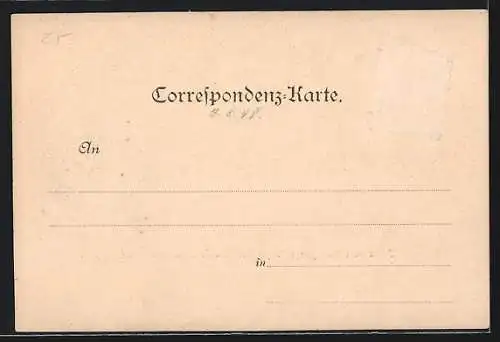 Correspondenz-Karte.
An
in